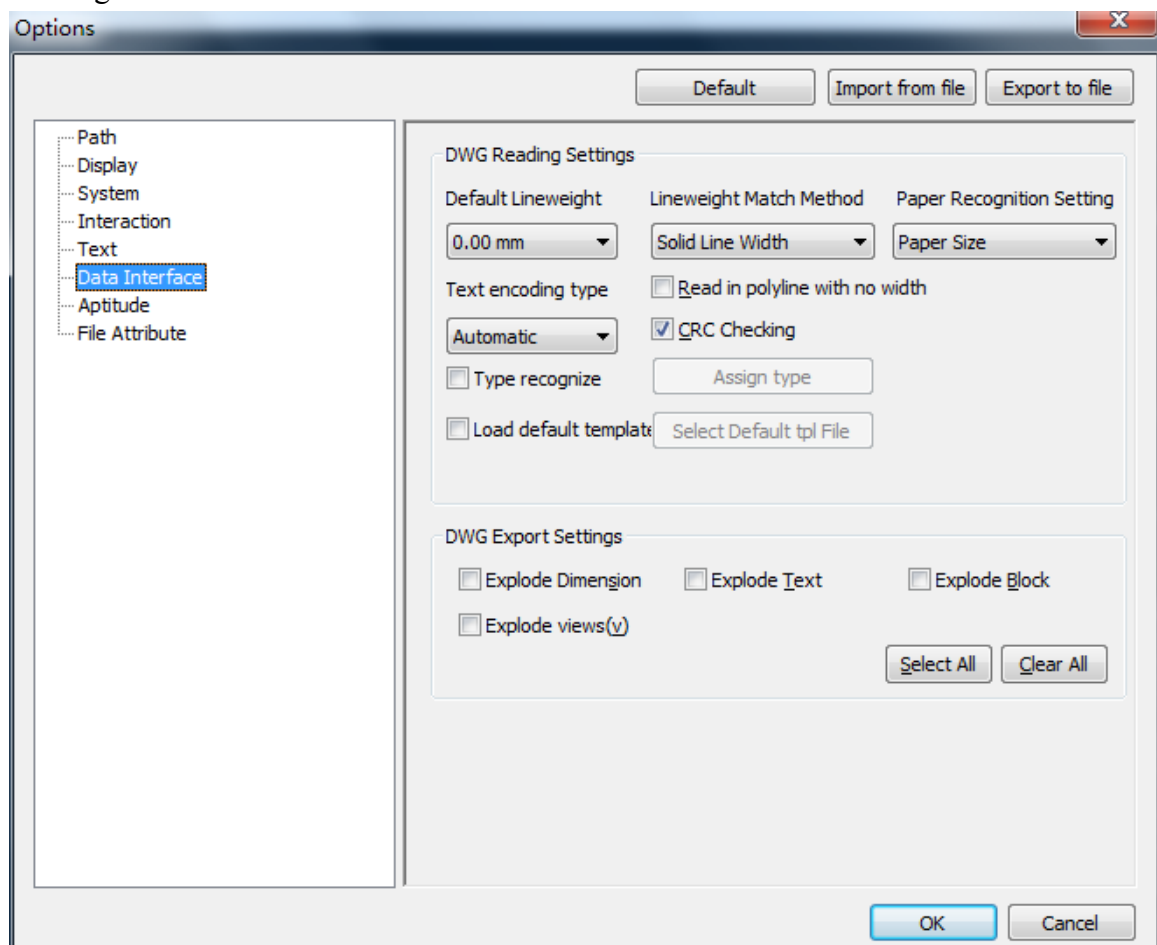 Options
Default Import from file Export to file
Path
Display
System
Interaction
Text
Data Interface
Aptitude
File Attribute
DWG Reading Settings
Default Lineweight Lineweight Match Method Paper Recognition Setting
0.00 mm Solid Line Width Paper Size
Text encoding type Read in polyline with no width
Automatic CRC Checking
Type recognize Assign type
Load default template Select Default tpl File
DWG Export Settings
Explode Dimension Explode Text Explode Block
Explode views(v)
Select All Clear All
OK Cancel